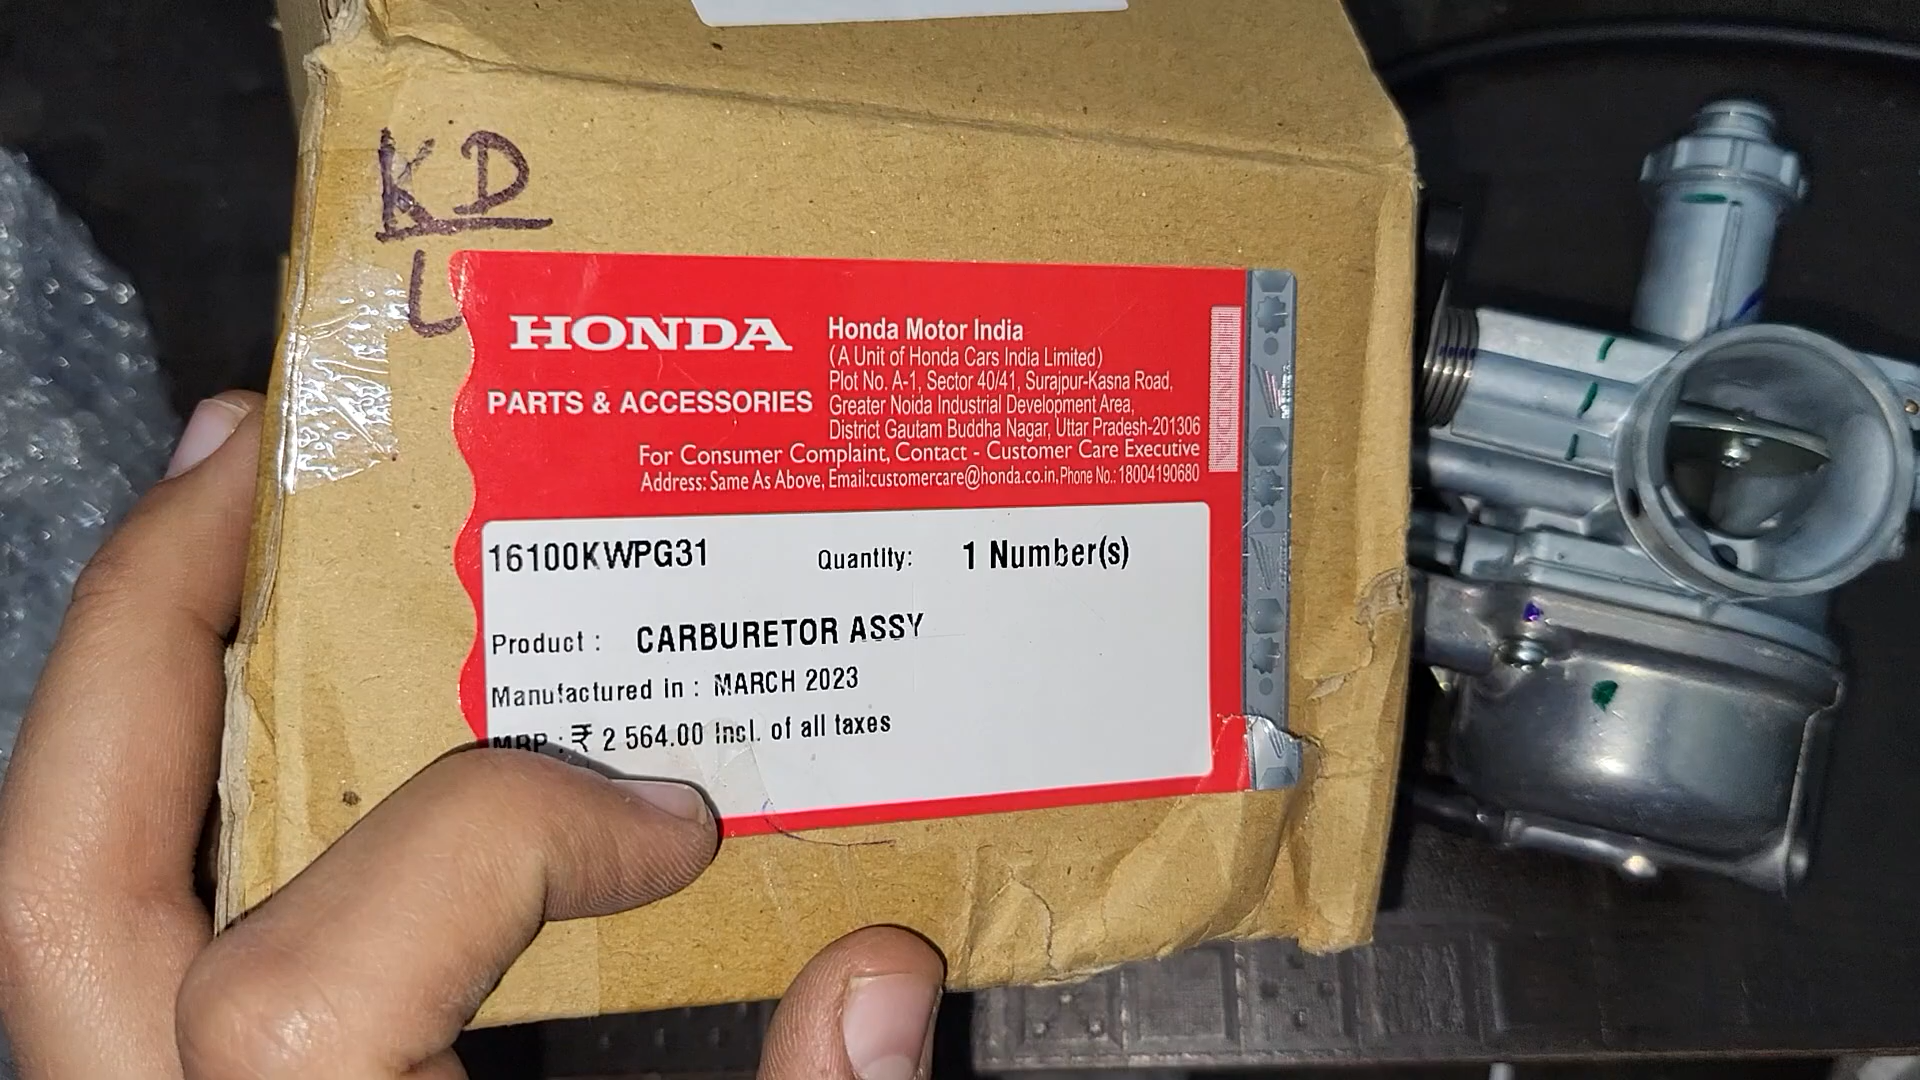 KD
L
HONDA
PARTS & ACCESSORIES
Honda Motor India
(A Unit of Honda Cars India Limited)
Plot No. A-1, Sector 40/41, Surajpur-Kasna Road,
Greater Noida Industrial Development Area,
District Gautam Buddha Nagar, Uttar Pradesh-201306
For Consumer Complaint, Contact - Customer Care Executive
Address: Same As Above, Email:customercare@honda.co.in, Phone No.: 18004190680
16100KWPG31 Quantity: 1 Number(s)
Product : CARBURETOR ASSY
Manufactured in : MARCH 2023
MRP : ₹ 2 564.00 Incl. of all taxes